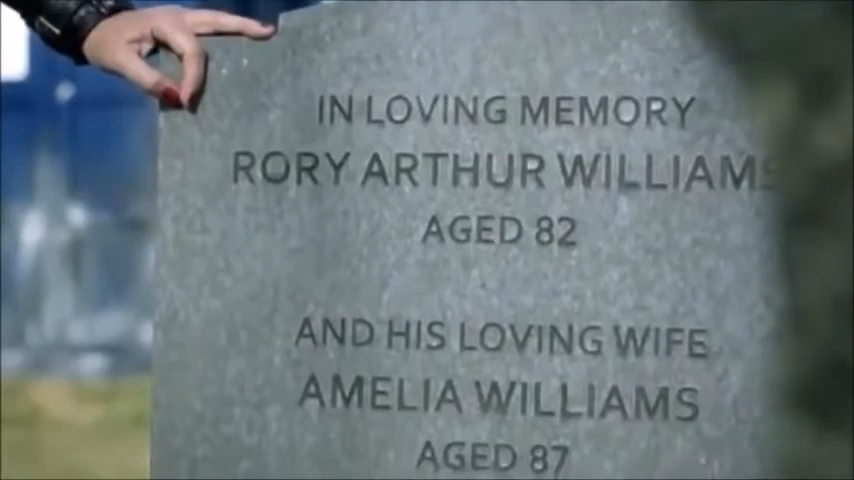 IN LOVING MEMORY
RORY ARTHUR WILLIAMS
AGED 82
AND HIS LOVING WIFE
AMELIA WILLIAMS
AGED 87